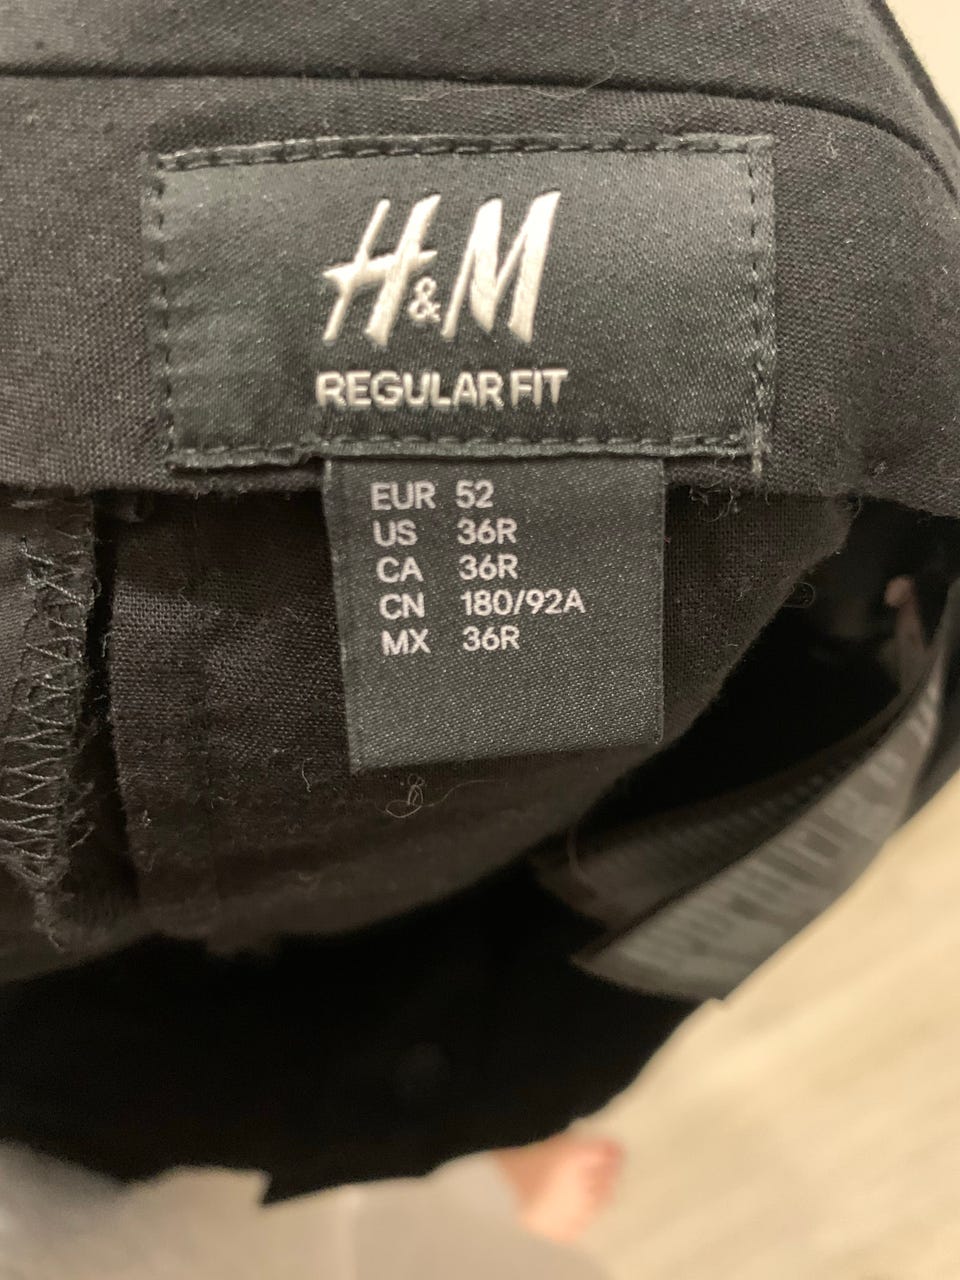 H&M
REGULAR FIT
EUR 52
US 36R
CA 36R
CN 180/92A
MX 36R